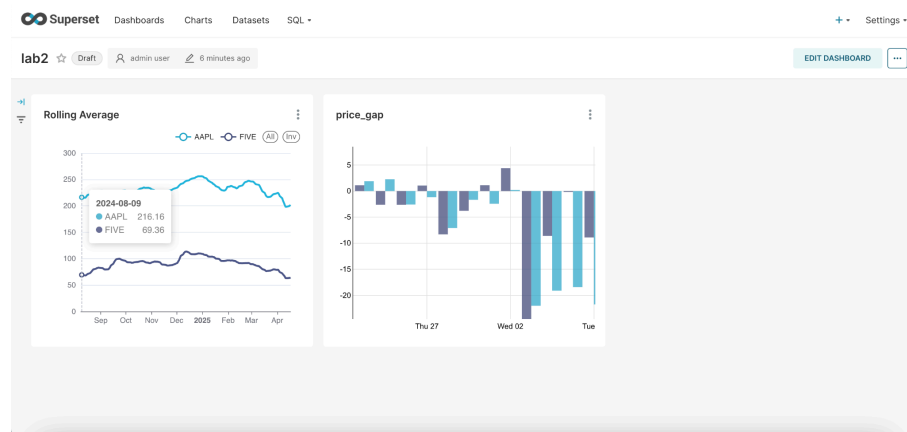 Superset Dashboards Charts Datasets SQL + Settings
lab2 Draft admin user 6 minutes ago EDIT DASHBOARD ...
Rolling Average
AAPL FIVE All Inv
300
250
200
150
100
50
0
2024-08-09
AAPL 216.16
FIVE 69.36
Sep Oct Nov Dec 2025 Feb Mar Apr
price_gap
5
0
-5
-10
-15
-20
Thu 27 Wed 02 Tue